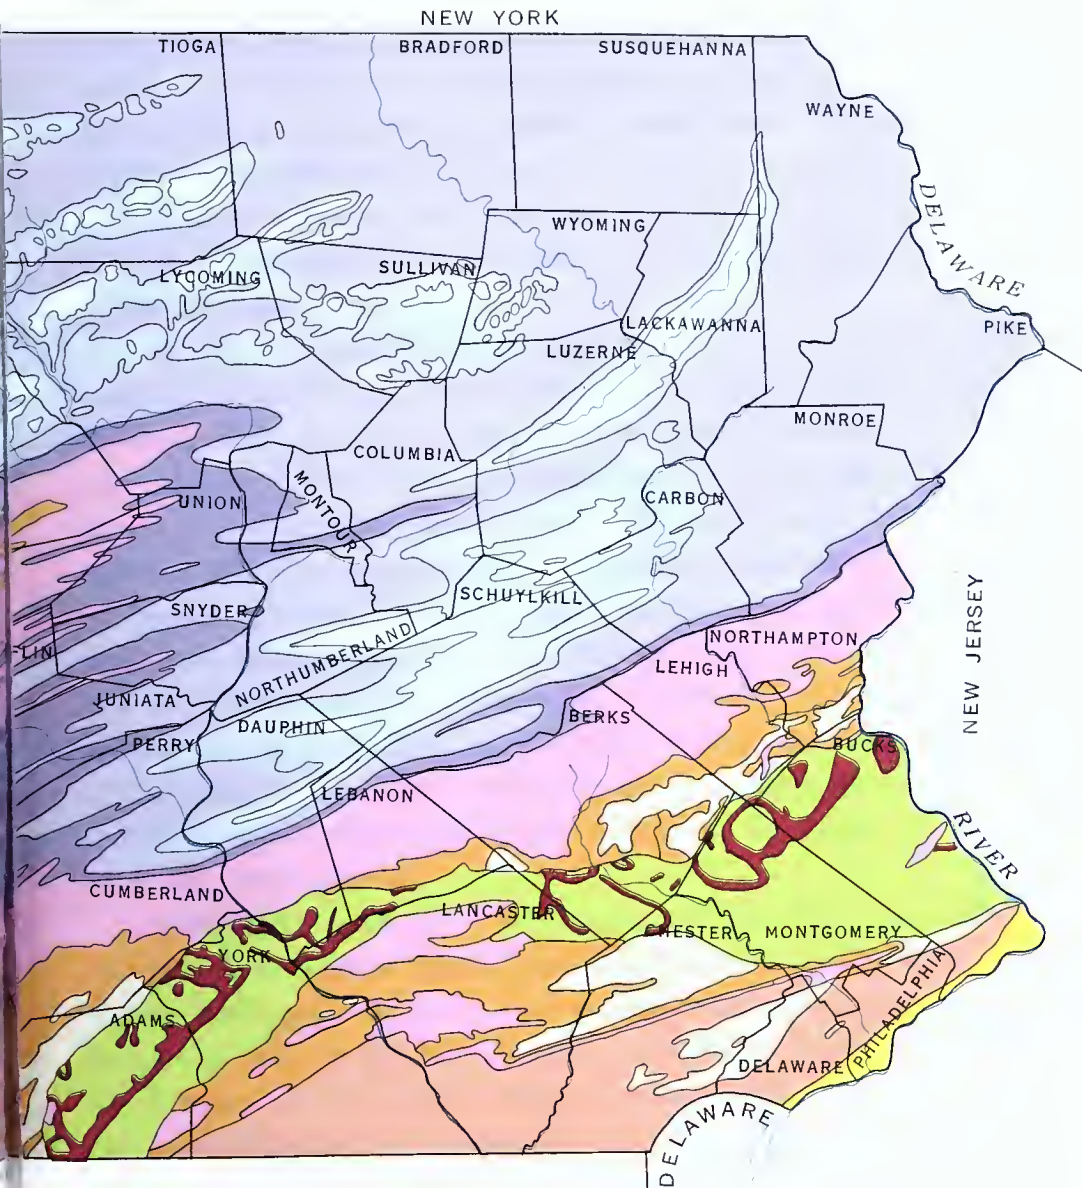 NEW YORK
TIOGA
BRADFORD
SUSQUEHANNA
WAYNE
DELAWARE
WYOMING
SULLIVAN
LYCOMING
LACKAWANNA
PIKE
LUZERNE
MONROE
COLUMBIA
UNION
MONTOUR
CARBON
SCHUYLKILL
SNYDER
NORTHUMBERLAND
NORTHAMPTON
NEW JERSEY
FLIN
LEHIGH
JUNIATA
DAUPHIN
BERKS
PERRY
BUCKS
LEBANON
RIVER
CUMBERLAND
LANCASTER
CHESTER
MONTGOMERY
YORK
ADAMS
PHILADELPHIA
DELAWARE
DELAWARE